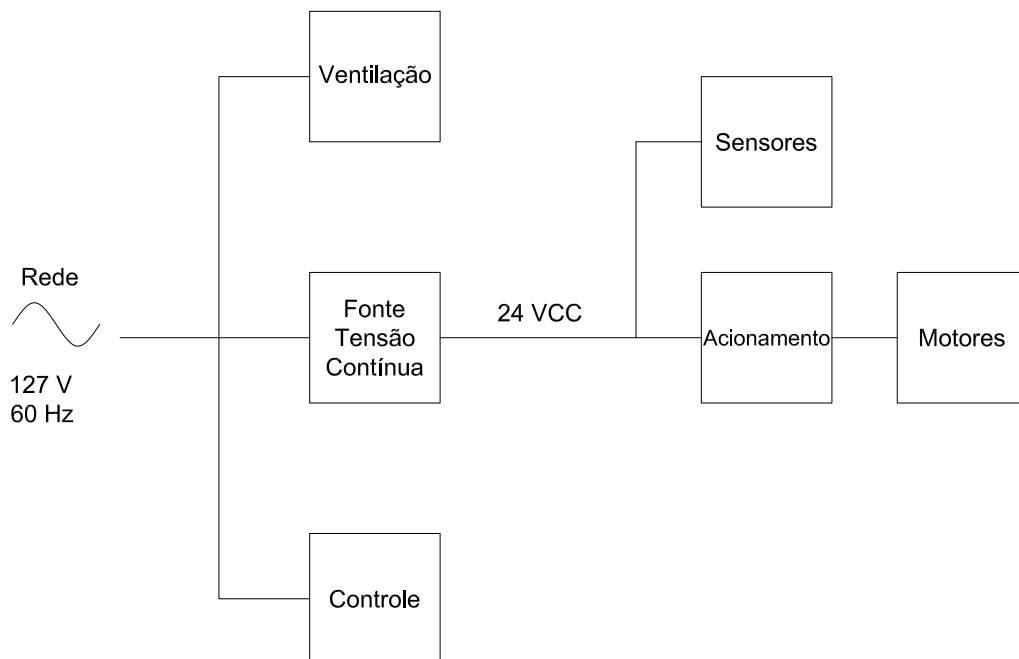 Ventilação
Sensores
Rede
127 V
60 Hz
Fonte
Tensão
Contínua
24 VCC
Acionamento
Motores
Controle